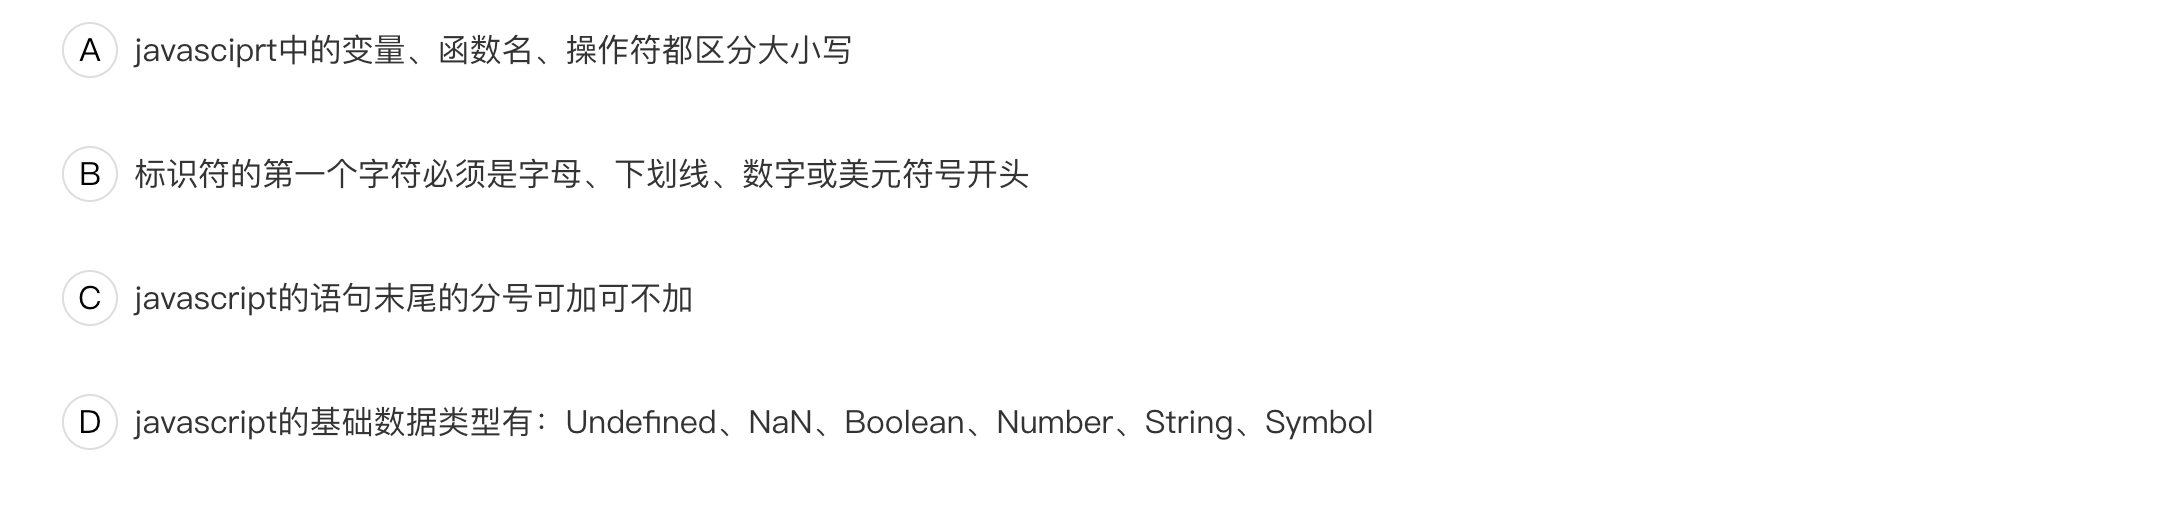 A javasciprt中的变量、函数名、操作符都区分大小写
B 标识符的第一个字符必须是字母、下划线、数字或美元符号开头
C javascript的语句末尾的分号可加可不加
D javascript的基础数据类型有：Undefined、NaN、Boolean、Number、String、Symbol